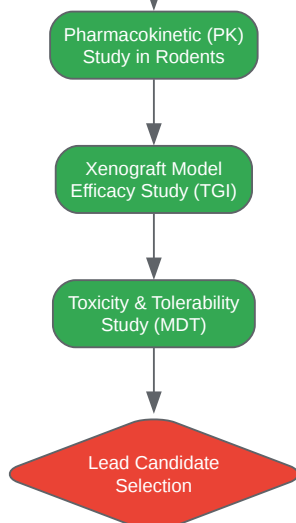 Pharmacokinetic (PK)
Study in Rodents
Xenograft Model
Efficacy Study (TGI)
Toxicity & Tolerability
Study (MDT)
Lead Candidate
Selection